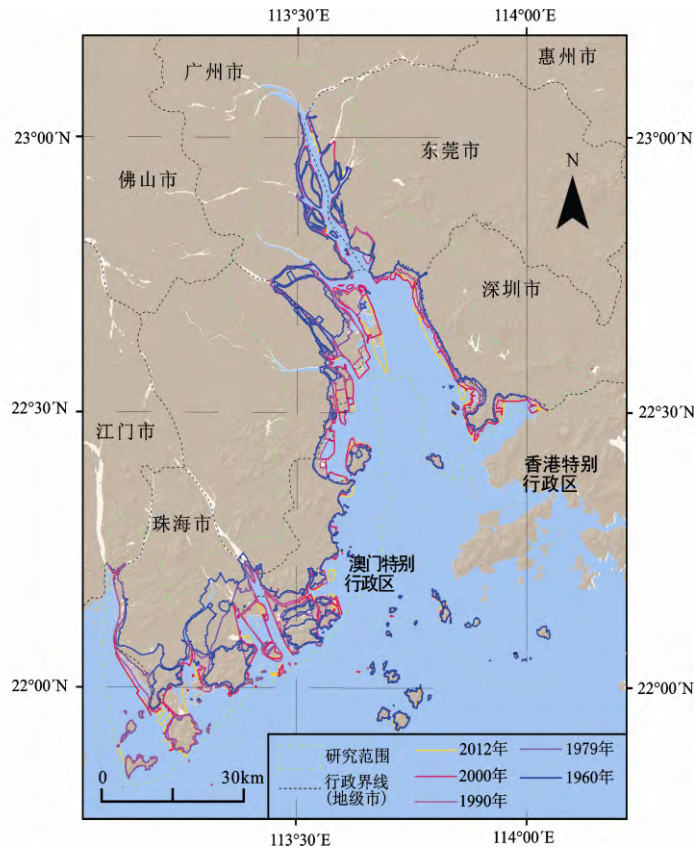 113°30′E
114°00′E
惠州市
广州市
23°00′N
23°00′N
东莞市
N
佛山市
深圳市
22°30′N
22°30′N
江门市
香港特别
行政区
珠海市
澳门特别
行政区
22°00′N
22°00′N
研究范围
2012年
1979年
行政界线
(地级市)
2000年
1960年
1990年
0
30km
113°30′E
114°00′E